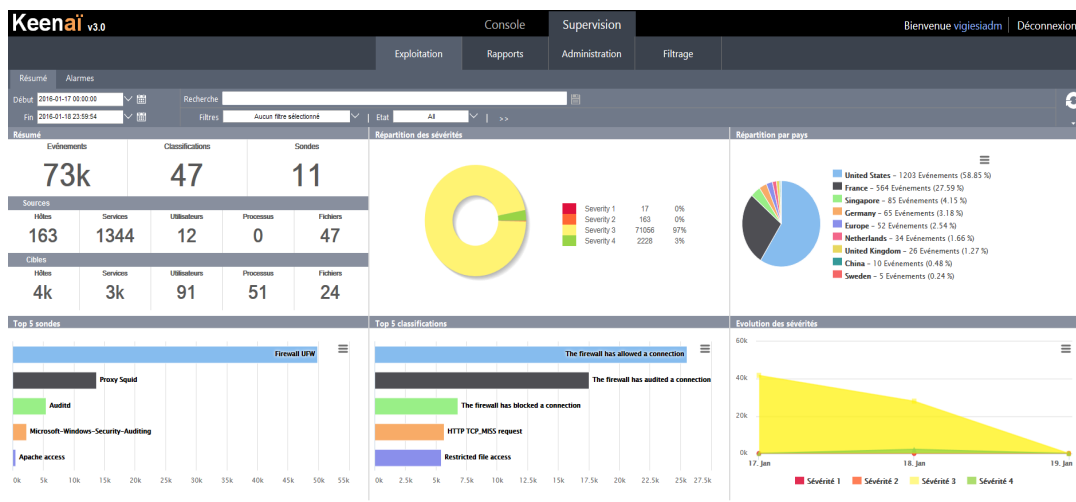 Keenaï v3.0
Console Supervision
Bienvenue vigiesiadm | Déconnexion
Exploitation Rapports Administration Filtrage
Résumé Alarmes
Début 2016-01-17 00:00:00 Recherche
Fin 2016-01-18 23:59:54 Filtres Aucun filtre sélectionné | Etat All | >>
Résumé
Evénements Classifications Sondes
73k 47 11
Sources
Hôtes Services Utilisateurs Processus Fichiers
163 1344 12 0 47
Cibles
Hôtes Services Utilisateurs Processus Fichiers
4k 3k 91 51 24
Répartition des sévérités
Severity 1 17 0%
Severity 2 163 0%
Severity 3 71056 97%
Severity 4 2228 3%
Répartition par pays
United States - 1203 Evénements (58.85 %)
France - 564 Evénements (27.59 %)
Singapore - 85 Evénements (4.15 %)
Germany - 65 Evénements (3.18 %)
Europe - 52 Evénements (2.54 %)
Netherlands - 34 Evénements (1.66 %)
United Kingdom - 26 Evénements (1.27 %)
China - 10 Evénements (0.48 %)
Sweden - 5 Evénements (0.24 %)
Top 5 sondes
Firewall UFW
Proxy Squid
Auditd
Microsoft-Windows-Security-Auditing
Apache access
0k 5k 10k 15k 20k 25k 30k 35k 40k 45k 50k 55k
Top 5 classifications
The firewall has allowed a connection
The firewall has audited a connection
The firewall has blocked a connection
HTTP TCP_MISS request
Restricted file access
0k 2.5k 5k 7.5k 10k 12.5k 15k 17.5k 20k 22.5k 25k 27.5k
Evolution des sévérités
60k
40k
20k
0k
17. Jan 18. Jan 19. Jan
Sévérité 1 Sévérité 2 Sévérité 3 Sévérité 4